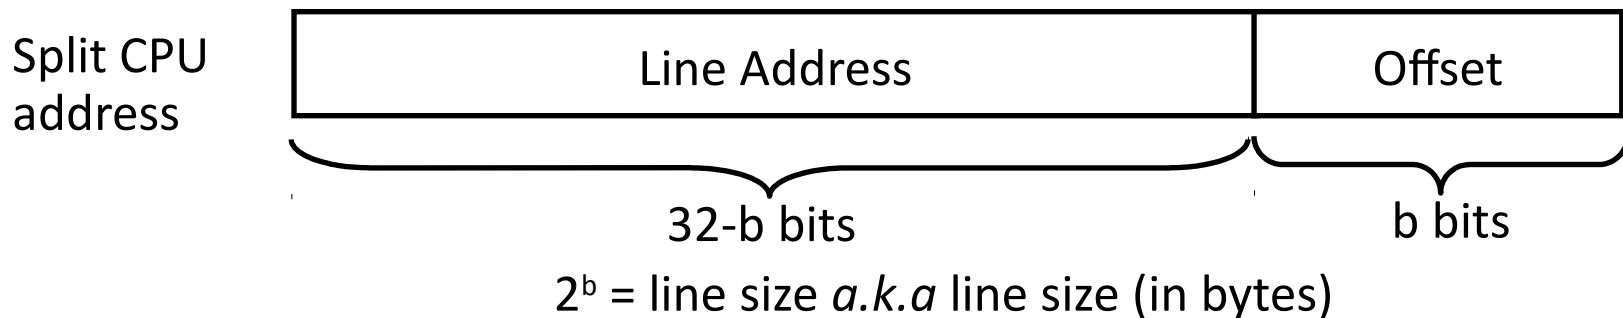 Split CPU
address
Line Address
Offset
32-b bits
b bits
2ᵇ = line size a.k.a line size (in bytes)